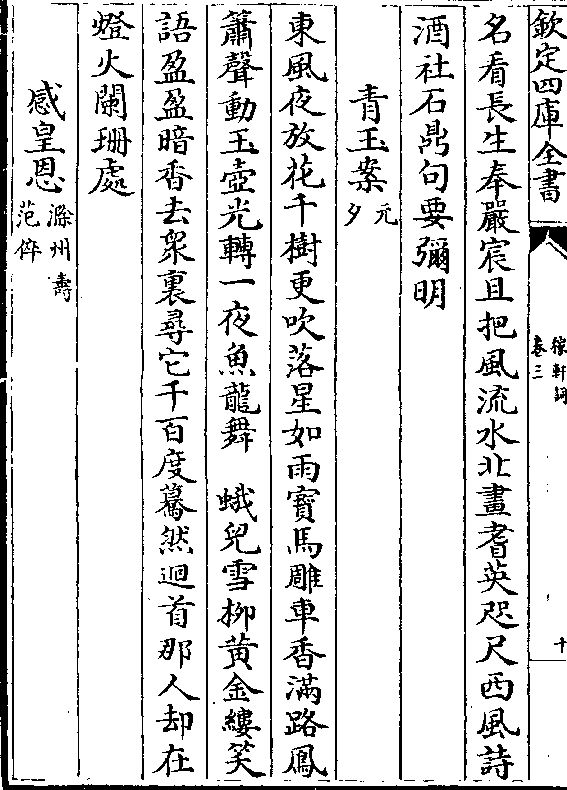 欽定四庫全書
稼軒詞
卷三
十
名看長生奉嚴宸且把風流水北畫耆英咫尺西風詩
酒社石鼎句要彌明
青玉案元夕
東風夜放花千樹更吹落星如雨寶馬雕車香滿路鳳
簫聲動玉壺光轉一夜魚龍舞　蛾兒雪柳黃金縷笑
語盈盈暗香去衆裏尋它千百度驀然迴首那人却在
燈火闌珊處
感皇恩滁州壽范倅